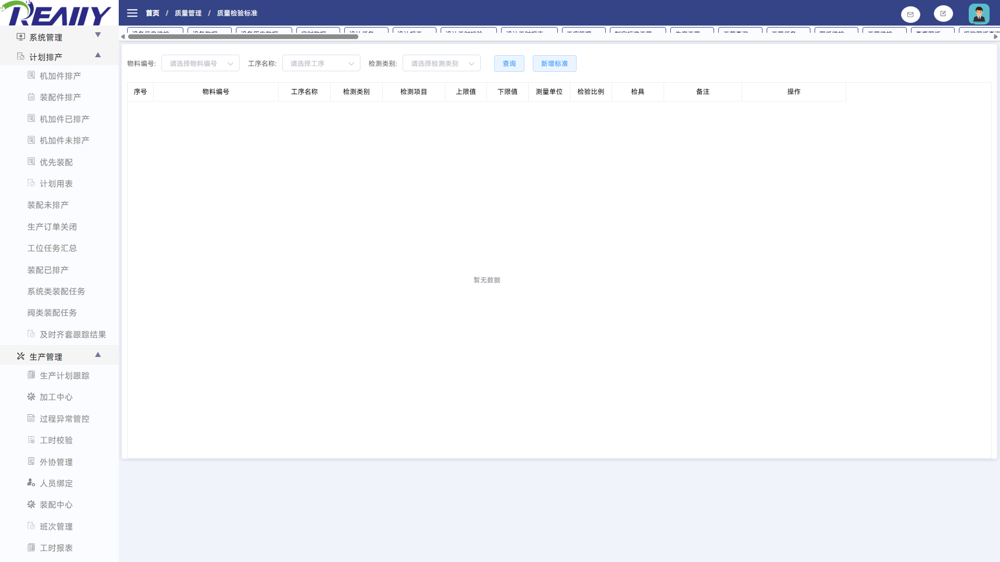 REAllY
首页 / 质量管理 / 质量检验标准
系统管理
计划排产
机加件排产
装配件排产
机加件已排产
机加件未排产
优先装配
计划用表
装配未排产
生产订单关闭
工位任务汇总
装配已排产
系统类装配任务
阀类装配任务
及时齐套跟踪结果
生产管理
生产计划跟踪
加工中心
过程异常管控
工时校验
外协管理
人员绑定
装配中心
班次管理
工时报表
物料编号: 请选择物料编号 工序名称: 请选择工序 检测类别: 请选择检测类别 查询 新增标准
序号 物料编号 工序名称 检测类别 检测项目 上限值 下限值 测量单位 检验比例 检具 备注 操作
暂无数据